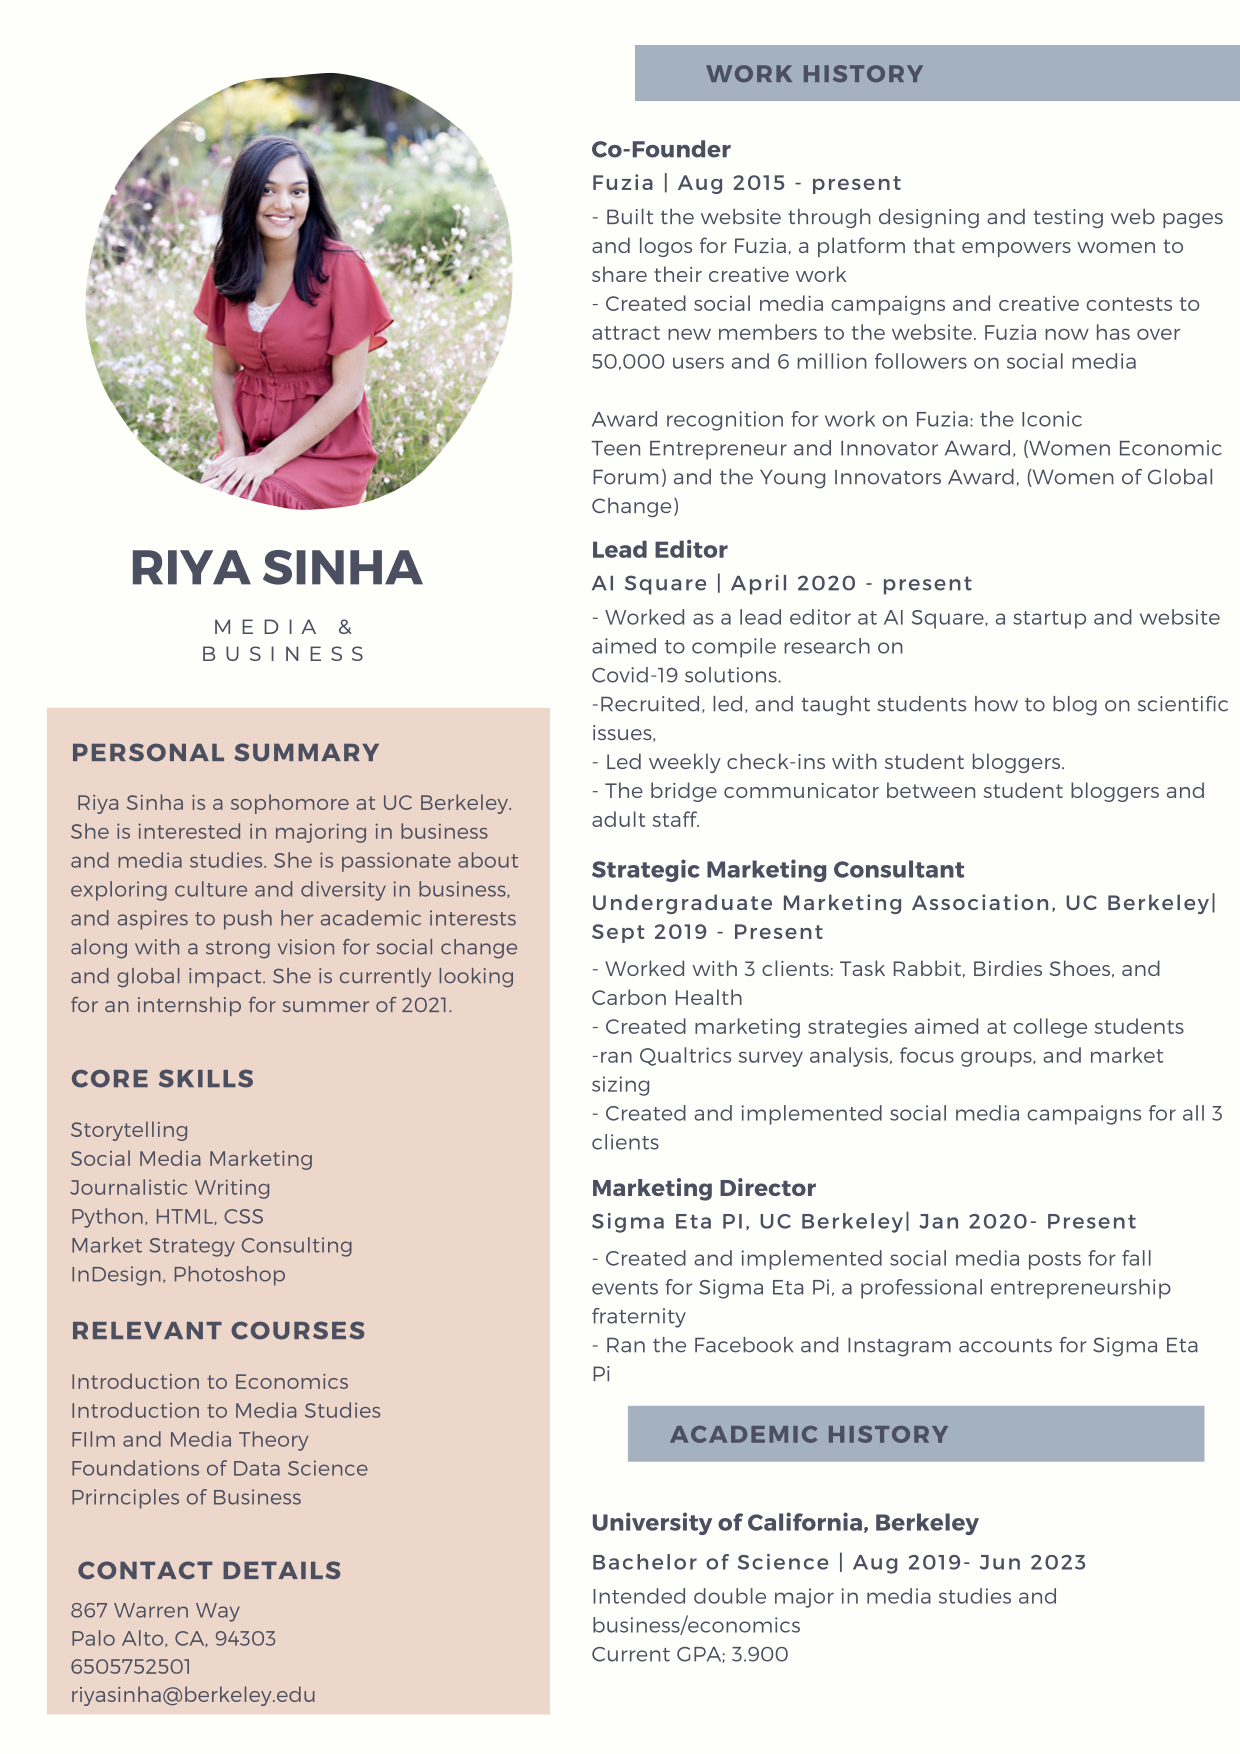 RIYA SINHA
MEDIA &
BUSINESS
PERSONAL SUMMARY
Riya Sinha is a sophomore at UC Berkeley.
She is interested in majoring in business
and media studies. She is passionate about
exploring culture and diversity in business,
and aspires to push her academic interests
along with a strong vision for social change
and global impact. She is currently looking
for an internship for summer of 2021.
CORE SKILLS
Storytelling
Social Media Marketing
Journalistic Writing
Python, HTML, CSS
Market Strategy Consulting
InDesign, Photoshop
RELEVANT COURSES
Introduction to Economics
Introduction to Media Studies
FIlm and Media Theory
Foundations of Data Science
Prirnciples of Business
CONTACT DETAILS
867 Warren Way
Palo Alto, CA, 94303
6505752501
riyasinha@berkeley.edu
WORK HISTORY
Co-Founder
Fuzia | Aug 2015 - present
- Built the website through designing and testing web pages
and logos for Fuzia, a platform that empowers women to
share their creative work
- Created social media campaigns and creative contests to
attract new members to the website. Fuzia now has over
50,000 users and 6 million followers on social media
Award recognition for work on Fuzia: the Iconic
Teen Entrepreneur and Innovator Award, (Women Economic
Forum) and the Young Innovators Award, (Women of Global
Change)
Lead Editor
AI Square | April 2020 - present
- Worked as a lead editor at AI Square, a startup and website
aimed to compile research on
Covid-19 solutions.
-Recruited, led, and taught students how to blog on scientific
issues,
- Led weekly check-ins with student bloggers.
- The bridge communicator between student bloggers and
adult staff.
Strategic Marketing Consultant
Undergraduate Marketing Association, UC Berkeley|
Sept 2019 - Present
- Worked with 3 clients: Task Rabbit, Birdies Shoes, and
Carbon Health
- Created marketing strategies aimed at college students
-ran Qualtrics survey analysis, focus groups, and market
sizing
- Created and implemented social media campaigns for all 3
clients
Marketing Director
Sigma Eta PI, UC Berkeley| Jan 2020- Present
- Created and implemented social media posts for fall
events for Sigma Eta Pi, a professional entrepreneurship
fraternity
- Ran the Facebook and Instagram accounts for Sigma Eta
Pi
ACADEMIC HISTORY
University of California, Berkeley
Bachelor of Science | Aug 2019- Jun 2023
Intended double major in media studies and
business/economics
Current GPA; 3.900